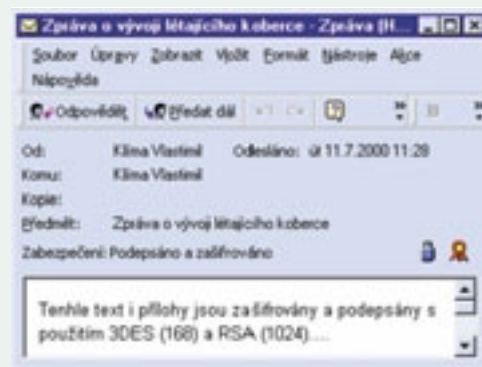 Zpráva o vývoji létajícího koberce - Zpráva (H...
Soubor Úpravy Zobrazit Vložit Formát Nástroje Akce
Nápověda
Odpovědět Předat dál
Od: Klíma Vlastimil Odesláno: út 11.7.2000 11:28
Komu: Klíma Vlastimil
Kopie:
Předmět: Zpráva o vývoji létajícího koberce
Zabezpečení: Podepsáno a zašifrováno
Tenhle text i přílohy jsou zašifrovány a podepsány s
použitím 3DES (168) a RSA (1024)....